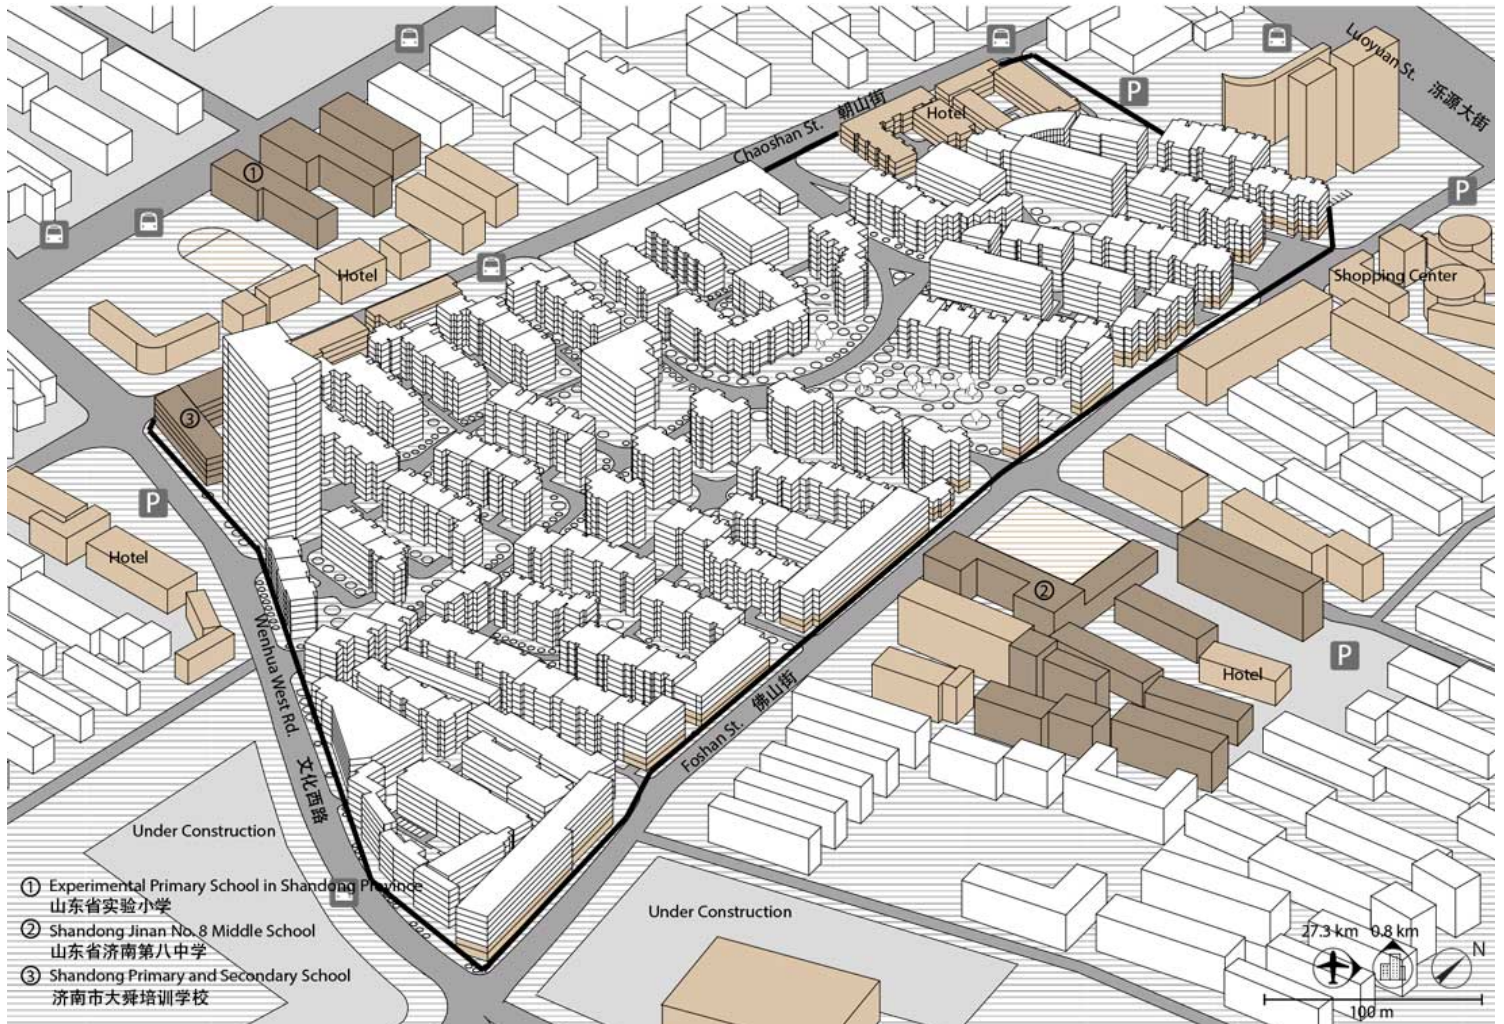 Luoyuan St. 泺源大街
P
Chaoshan St. 朝山街
Hotel
P
①
Hotel
Shopping Center
③
P
Hotel
②
P
Hotel
Wenhua West Rd. 文化西路
Foshan St. 佛山街
Under Construction
Under Construction
① Experimental Primary School in Shandong Province
山东省实验小学
② Shandong Jinan No. 8 Middle School
山东省济南第八中学
③ Shandong Primary and Secondary School
济南市大舜培训学校
27.3 km 0.8 km
N
100 m